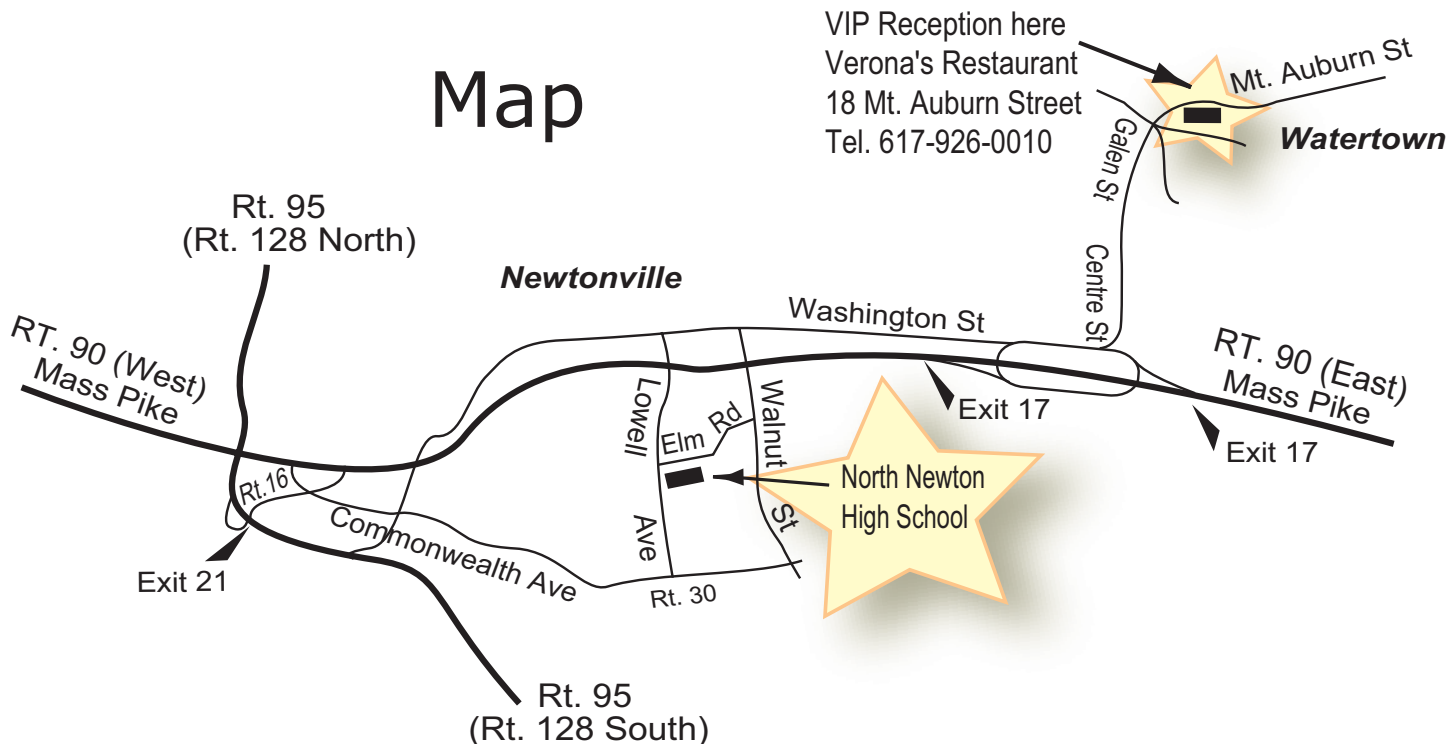 Map
VIP Reception here
Verona's Restaurant
18 Mt. Auburn Street
Tel. 617-926-0010
Mt. Auburn St
Watertown
Galen St
Centre St
Rt. 95
(Rt. 128 North)
Newtonville
Washington St
RT. 90 (West)
Mass Pike
RT. 90 (East)
Mass Pike
Exit 17
Exit 17
Lowell
Ave
Elm Rd
Walnut
St
North Newton
High School
Rt.16
Commonwealth Ave
Exit 21
Rt. 30
Rt. 95
(Rt. 128 South)